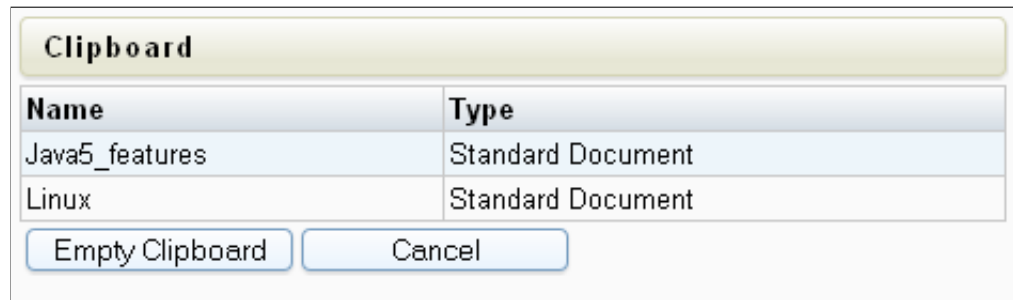 Clipboard
Name Type
Java5_features Standard Document
Linux Standard Document
Empty Clipboard Cancel